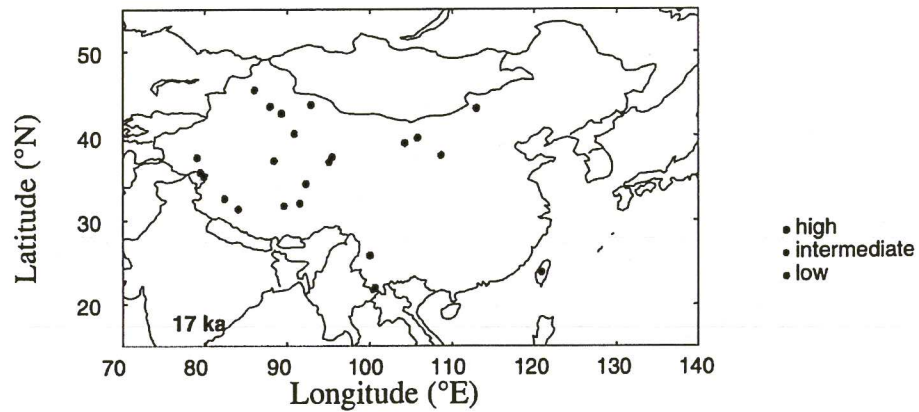 Latitude (°N)
50
40
30
20
17 ka
70 80 90 100 110 120 130 140
Longitude (°E)
high
intermediate
low